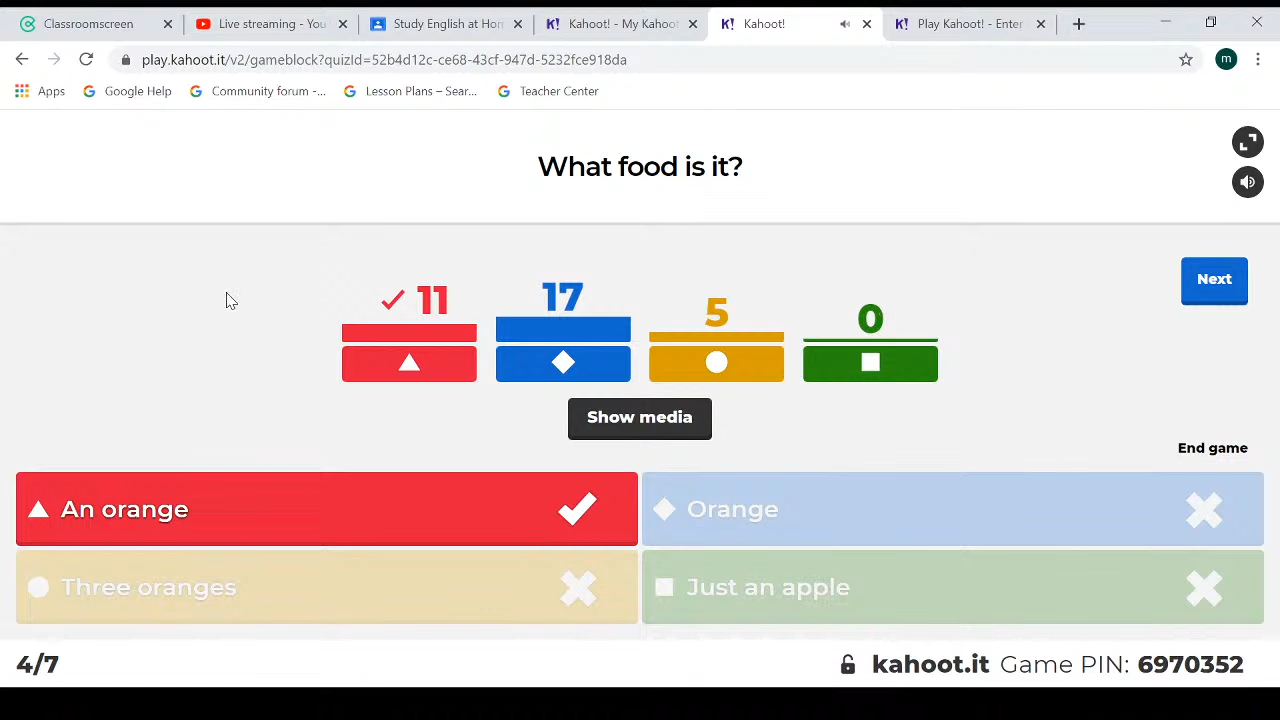 Classroomscreen
Live streaming - You
Study English at Hom
K! Kahoot! - My Kahoot
K! Kahoot!
K! Play Kahoot! - Enter
play.kahoot.it/v2/gameblock?quizId=52b4d12c-ce68-43cf-947d-5232fce918da
m
Apps
Google Help
Community forum -...
Lesson Plans – Sear...
Teacher Center
What food is it?
Next
11
17
5
0
Show media
End game
An orange
Orange
Three oranges
Just an apple
4/7
kahoot.it Game PIN: 6970352